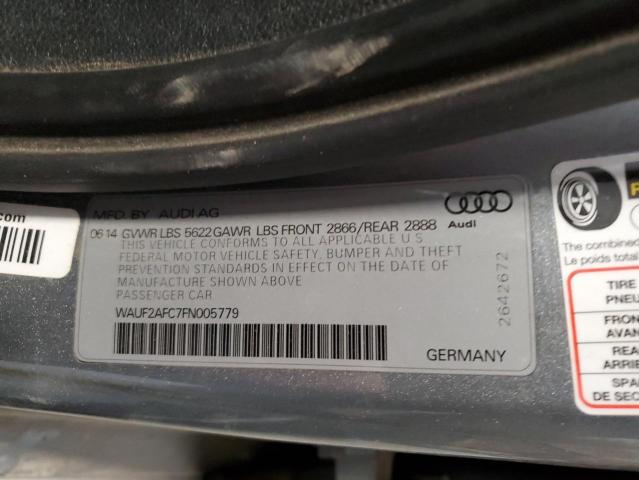 .com
MFD. BY AUDI AG
06 14 GVWR LBS 5622 GAWR LBS FRONT 2866/REAR 2888
THIS VEHICLE CONFORMS TO ALL APPLICABLE U S
FEDERAL MOTOR VEHICLE SAFETY, BUMPER AND THEFT
PREVENTION STANDARDS IN EFFECT ON THE DATE OF
MANUFACTURE SHOWN ABOVE
PASSENGER CAR
WAUF2AFC7FN005779
GERMANY
Audi
2642672
The combined
Le poids
TIRE
PNEU
FRON
AVAN
REA
ARRIE
SPA
DE SEC